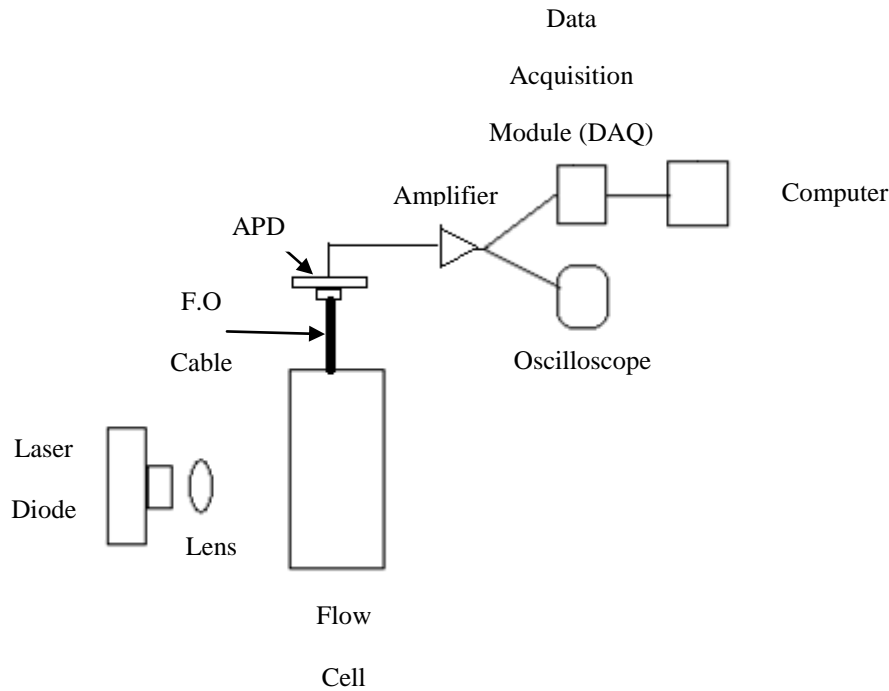 Data
Acquisition
Module (DAQ)
Amplifier
Computer
APD
F.O
Cable
Oscilloscope
Laser
Diode
Lens
Flow
Cell